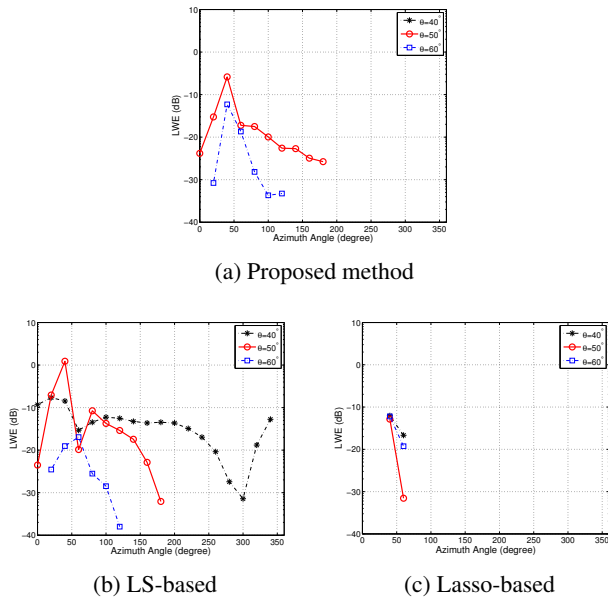 10
0
−10
−20
−30
−40
LWE (dB)
0 50 100 150 200 250 300 350
Azimuth Angle (degree)
θ=40°
θ=50°
θ=60°
(a) Proposed method
10
0
−10
−20
−30
−40
LWE (dB)
0 50 100 150 200 250 300 350
Azimuth Angle (degree)
θ=40°
θ=50°
θ=60°
(b) LS-based
10
0
−10
−20
−30
−40
LWE (dB)
0 50 100 150 200 250 300 350
Azimuth Angle (degree)
θ=40°
θ=50°
θ=60°
(c) Lasso-based